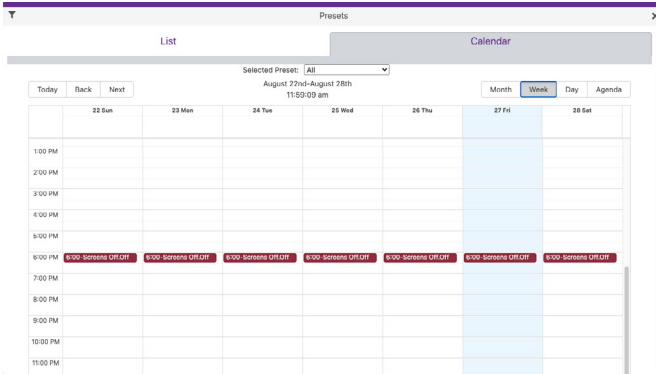 Presets
List Calendar
Selected Preset: All
Today Back Next August 22nd-August 28th Month Week Day Agenda
11:59:09 am
22 Sun 23 Mon 24 Tue 25 Wed 26 Thu 27 Fri 28 Sat
1:00 PM
2:00 PM
3:00 PM
4:00 PM
5:00 PM
6:00 PM 6:00-Screens Off.Off 6:00-Screens Off.Off 6:00-Screens Off.Off 6:00-Screens Off.Off 6:00-Screens Off.Off 6:00-Screens Off.Off 6:00-Screens Off.Off
7:00 PM
8:00 PM
9:00 PM
10:00 PM
11:00 PM